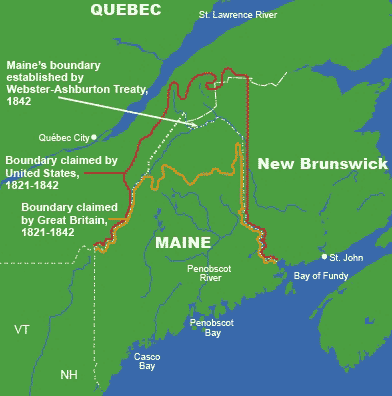 QUEBEC
St. Lawrence River
Maine's boundary
established by
Webster-Ashburton Treaty,
1842
Québec City
Boundary claimed by
United States,
1821-1842
New Brunswick
Boundary claimed
by Great Britain,
1821-1842
MAINE
St. John
Penobscot
River
Bay of Fundy
VT
Penobscot
Bay
Casco
Bay
NH